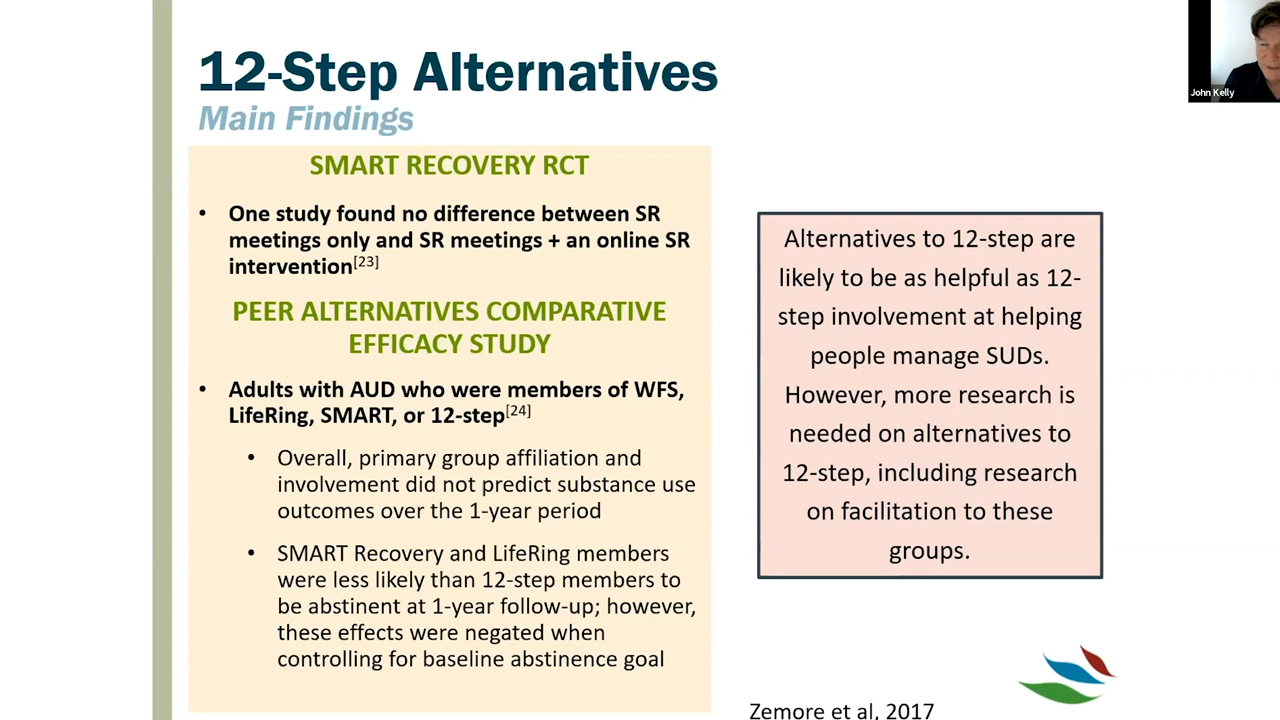 12-Step Alternatives
Main Findings
SMART RECOVERY RCT
• One study found no difference between SR
meetings only and SR meetings + an online SR
intervention[23]
PEER ALTERNATIVES COMPARATIVE
EFFICACY STUDY
• Adults with AUD who were members of WFS,
LifeRing, SMART, or 12-step[24]
• Overall, primary group affiliation and
involvement did not predict substance use
outcomes over the 1-year period
• SMART Recovery and LifeRing members
were less likely than 12-step members to
be abstinent at 1-year follow-up; however,
these effects were negated when
controlling for baseline abstinence goal
Alternatives to 12-step are
likely to be as helpful as 12-
step involvement at helping
people manage SUDs.
However, more research is
needed on alternatives to
12-step, including research
on facilitation to these
groups.
Zemore et al, 2017
John Kelly